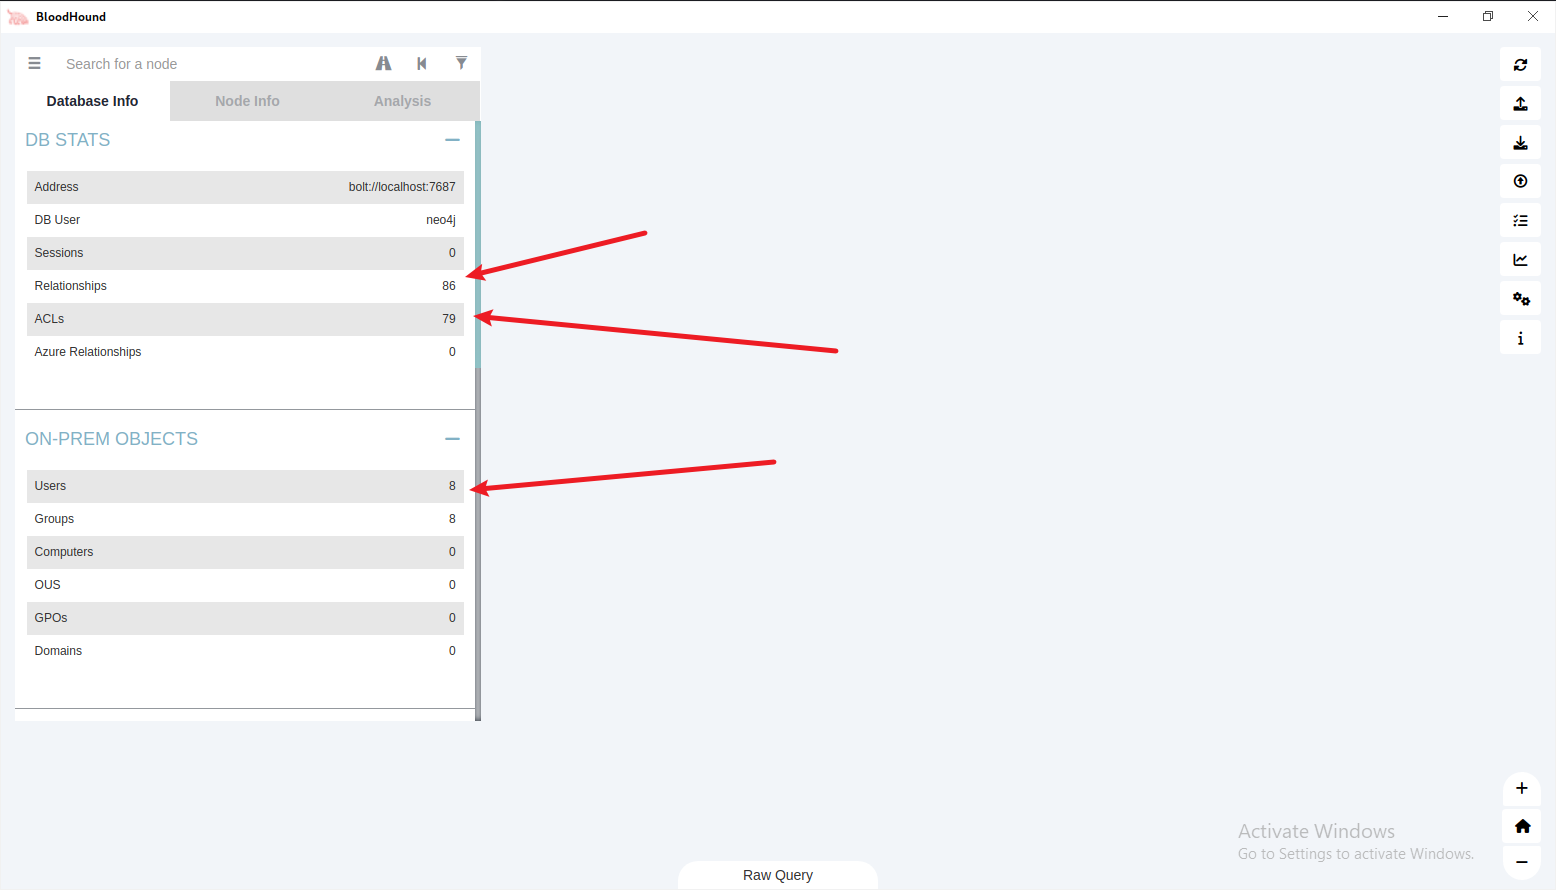 BloodHound
Search for a node
Database Info Node Info Analysis
DB STATS
Address bolt://localhost:7687
DB User neo4j
Sessions 0
Relationships 86
ACLs 79
Azure Relationships 0
ON-PREM OBJECTS
Users 8
Groups 8
Computers 0
OUS 0
GPOs 0
Domains 0
Activate Windows
Go to Settings to activate Windows.
Raw Query